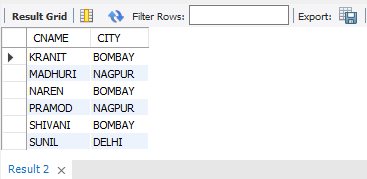 Result Grid Filter Rows: Export:
CNAME CITY
KRANIT BOMBAY
MADHURI NAGPUR
NAREN BOMBAY
PRAMOD NAGPUR
SHIVANI BOMBAY
SUNIL DELHI
Result 2 ×